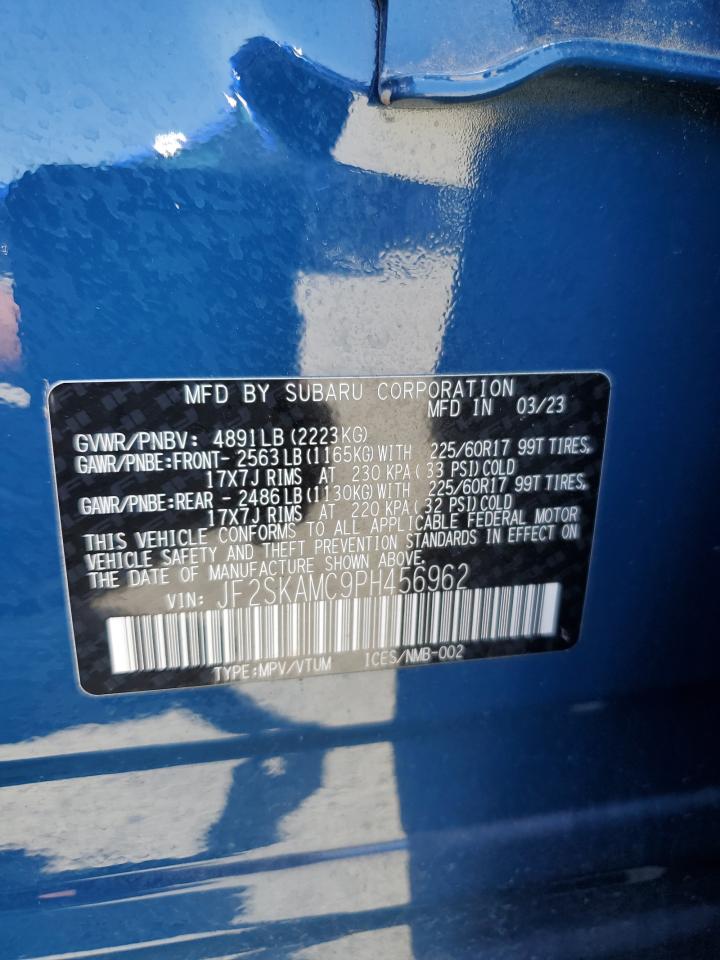 MFD BY SUBARU CORPORATION
MFD IN 03/23
GVWR/PNBV: 4891LB(2223KG)
GAWR/PNBE:FRONT- 2563LB(1165KG)WITH 225/60R17 99T TIRES,
17X7J RIMS AT 230 KPA(33 PSI)COLD
GAWR/PNBE:REAR - 2486LB(1130KG)WITH 225/60R17 99T TIRES,
17X7J RIMS AT 220 KPA(32 PSI)COLD
THIS VEHICLE CONFORMS TO ALL APPLICABLE FEDERAL MOTOR
VEHICLE SAFETY AND THEFT PREVENTION STANDARDS IN EFFECT ON
THE DATE OF MANUFACTURE SHOWN ABOVE.
VIN: JF2SKAMC9PH456962
TYPE:MPV/VTUM ICES/NMB-002